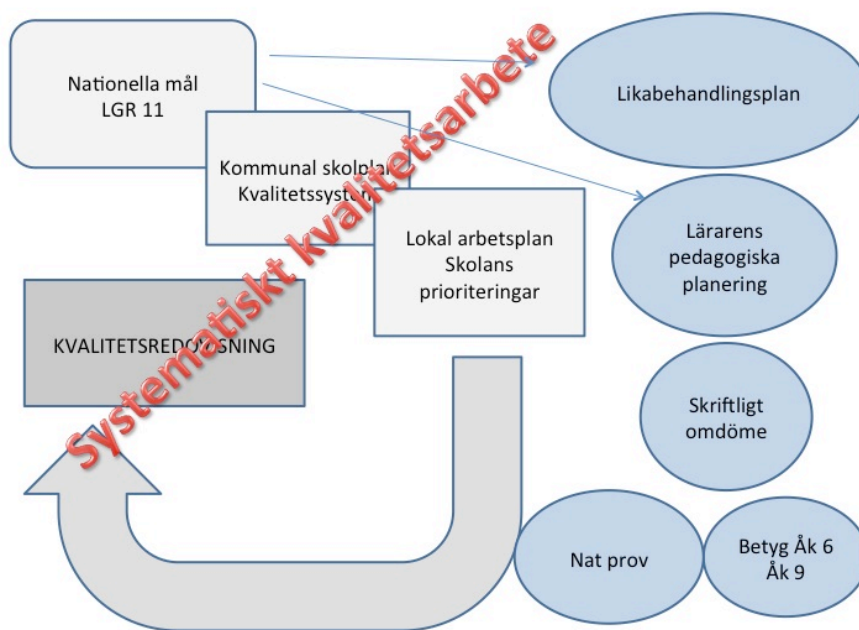 Nationella mål
LGR 11
Kommunal skolplan
Kvalitetssystem
Lokal arbetsplan
Skolans
prioriteringar
KVALITETSREDOVISNING
Systematiskt kvalitetsarbete
Likabehandlingsplan
Lärarens
pedagogiska
planering
Skriftligt
omdöme
Nat prov
Betyg Åk 6
Åk 9